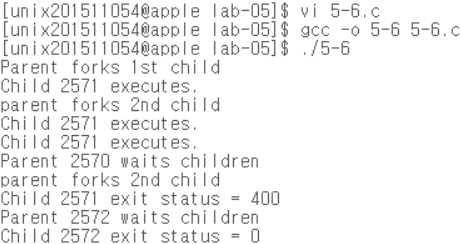 [unix201511054@apple lab-05]$ vi 5-6.c
[unix201511054@apple lab-05]$ gcc -o 5-6 5-6.c
[unix201511054@apple lab-05]$ ./5-6
Parent forks 1st child
Child 2571 executes.
parent forks 2nd child
Child 2571 executes.
Child 2571 executes.
Parent 2570 waits children
parent forks 2nd child
Child 2571 exit status = 400
Parent 2572 waits children
Child 2572 exit status = 0